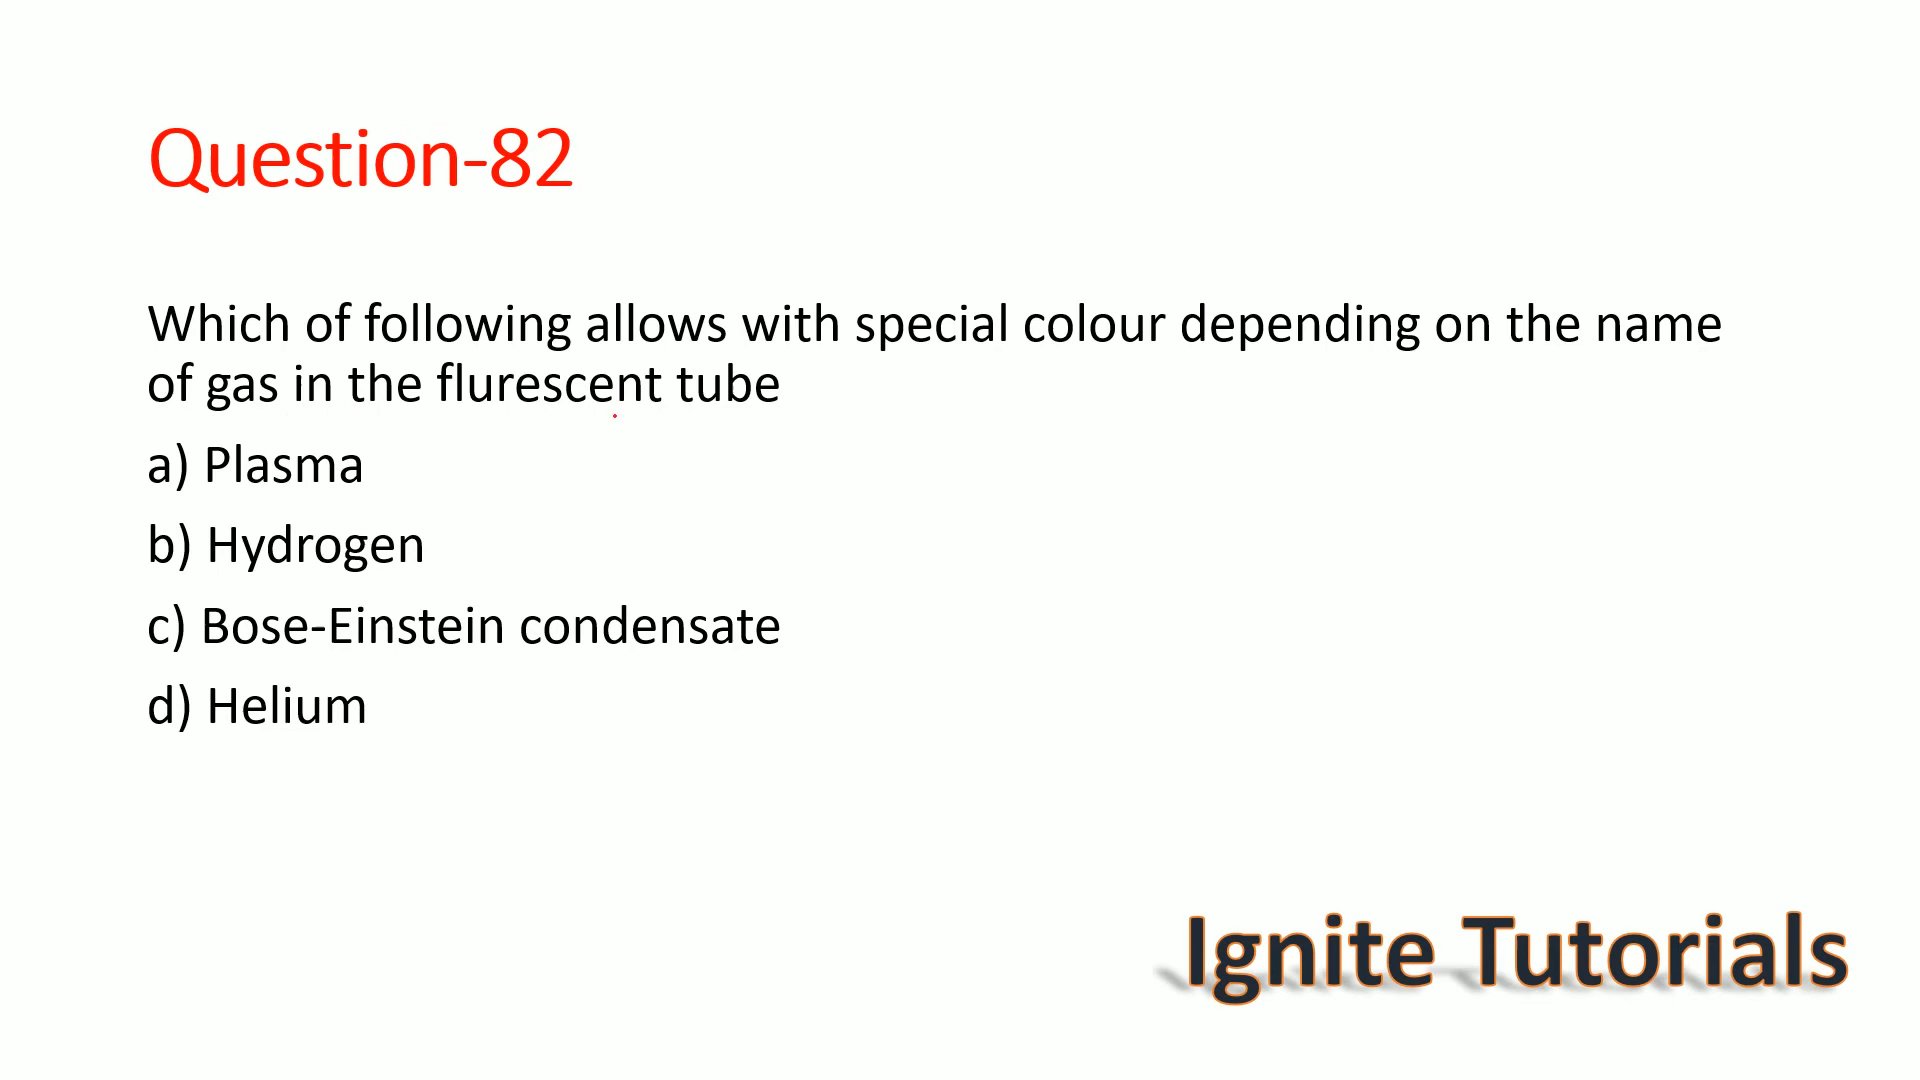 Question-82
Which of following allows with special colour depending on the name
of gas in the flurescent tube
a) Plasma
b) Hydrogen
c) Bose-Einstein condensate
d) Helium
Ignite Tutorials